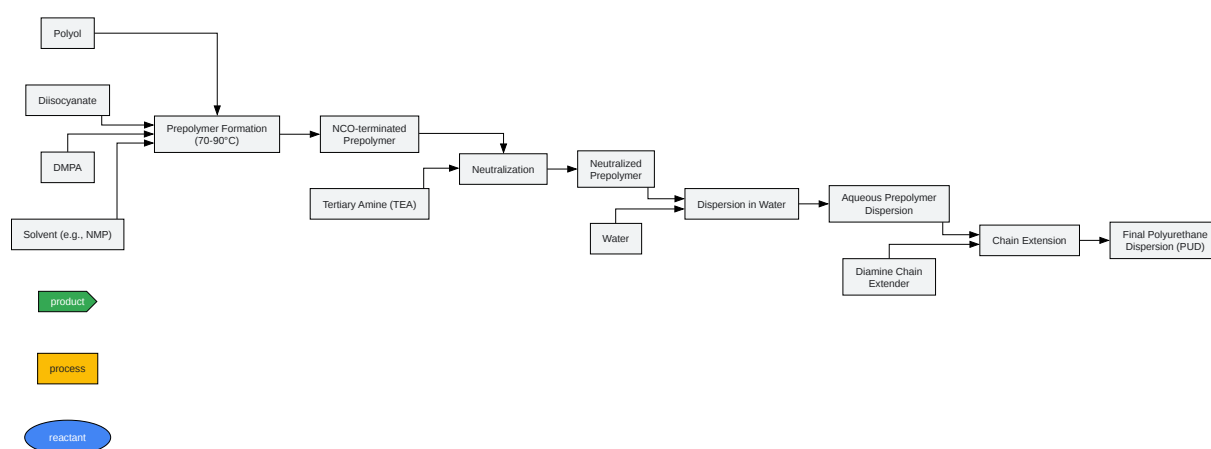 Polyol
Diisocyanate
DMPA
Solvent (e.g., NMP)
Prepolymer Formation
(70-90°C)
NCO-terminated
Prepolymer
Tertiary Amine (TEA)
Neutralization
Neutralized
Prepolymer
Water
Dispersion in Water
Aqueous Prepolymer
Dispersion
Diamine Chain
Extender
Chain Extension
Final Polyurethane
Dispersion (PUD)
product
process
reactant